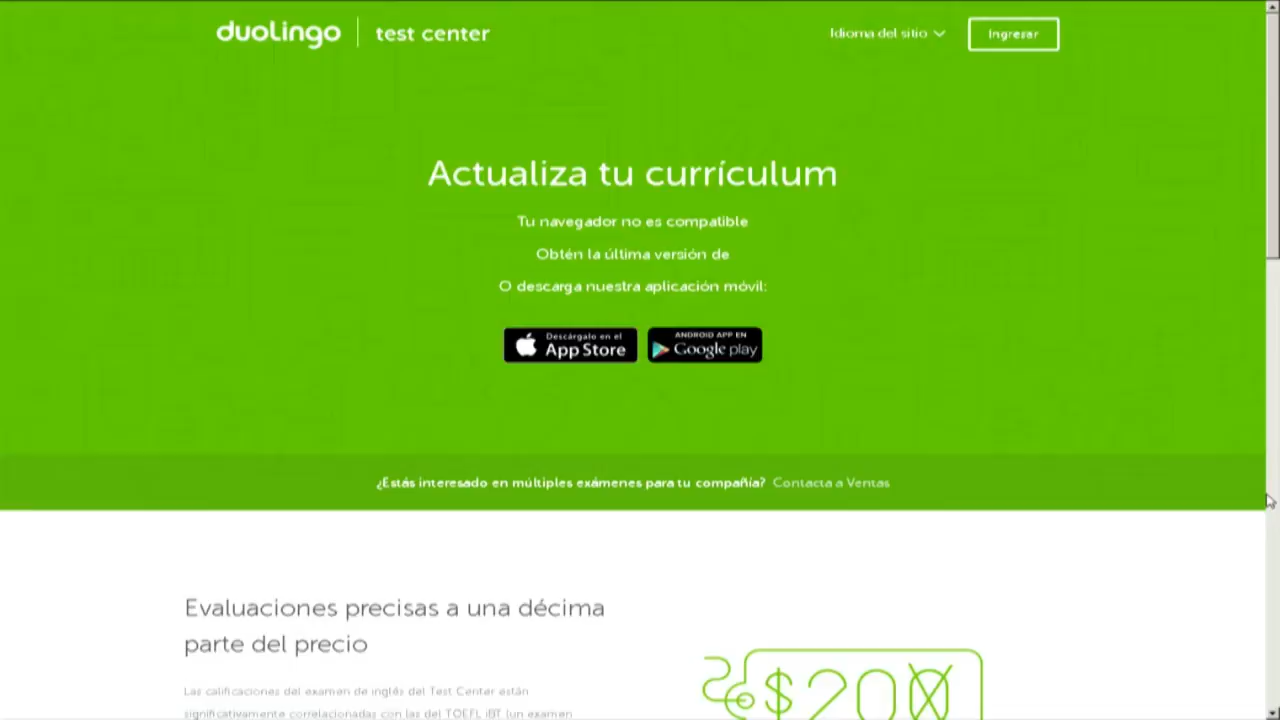 duolingo | test center
Idioma del sitio
Ingresar
Actualiza tu currículum
Tu navegador no es compatible
Obtén la última versión de
O descarga nuestra aplicación móvil:
Descárgalo en el
App Store
ANDROID APP EN
Google play
¿Estás interesado en múltiples exámenes para tu compañía? Contacta a Ventas
Evaluaciones precisas a una décima
parte del precio
Las calificaciones del examen de inglés del Test Center están
significativamente correlacionadas con las del TOEFL iBT (un examen
$200